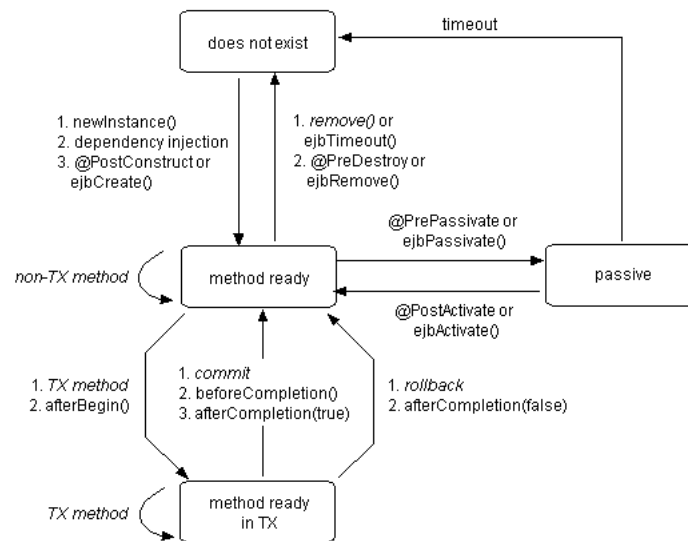 timeout
does not exist
1. newInstance()
2. dependency injection
3. @PostConstruct or
ejbCreate()
1. remove() or
ejbTimeout()
2. @PreDestroy or
ejbRemove()
@PrePassivate or
ejbPassivate()
non-TX method
method ready
passive
@PostActivate or
ejbActivate()
1. TX method
2. afterBegin()
1. commit
2. beforeCompletion()
3. afterCompletion(true)
1. rollback
2. afterCompletion(false)
TX method
method ready
in TX